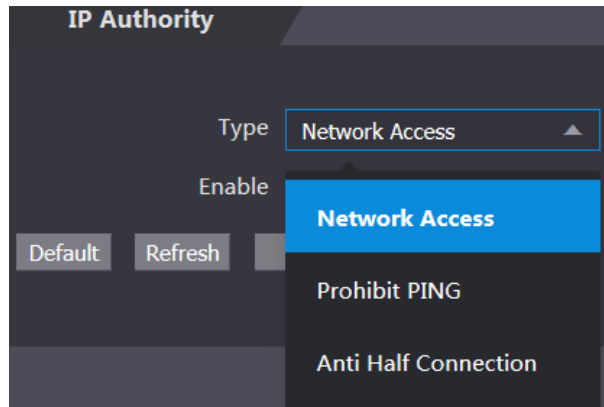 IP Authority
Type Network Access
Enable
Network Access
Default Refresh
Prohibit PING
Anti Half Connection